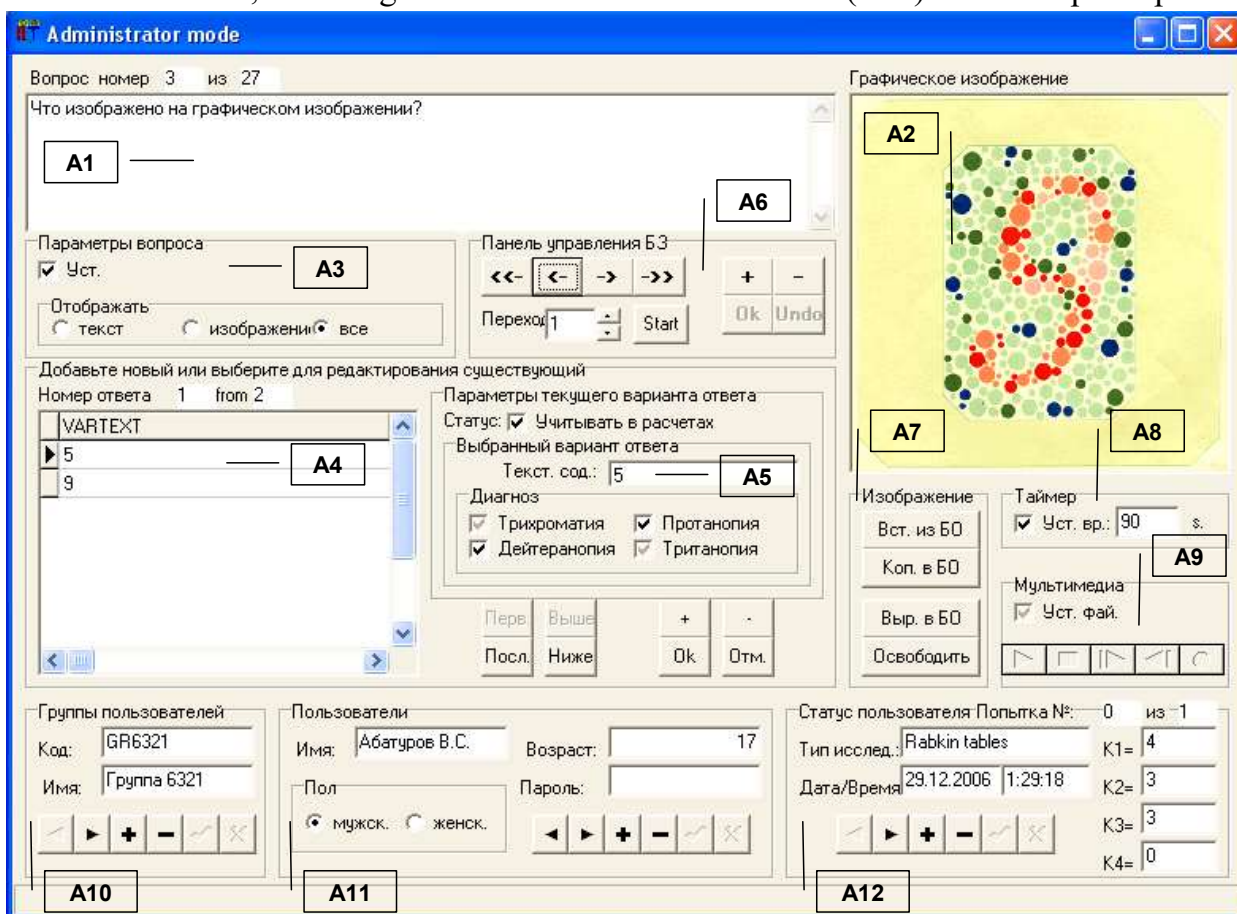 Administrator mode
Вопрос номер 3 из 27
Что изображено на графическом изображении?
A1
Графическое изображение
A2
5
A6
Параметры вопроса
Уст.
A3
Отображать
текст изображени все
Панель управления БЗ
<<- <- -> ->>
+ -
Ok Undo
Переход 1 Start
Добавьте новый или выберите для редактирования существующий
Номер ответа 1 from 2
VARTEXT
5
9
A4
Параметры текущего варианта ответа
Статус: Учитывать в расчетах
Выбранный вариант ответа
Текст. сод.: 5
A5
Диагноз
Трихроматия Протанопия
Дейтеранопия Тританопия
Перв. Выше + -
Посл. Ниже Ok Отм.
A7
Изображение
Вст. из БО
Коп. в БО
Выр. в БО
Освободить
A8
Таймер
Уст. вр.: 90 s.
A9
Мультимедиа
Уст. фай.
Группы пользователей
Код: GR6321
Имя: Группа 6321
A10
Пользователи
Имя: Абатуров В.С. Возраст: 17
Пол Пароль:
мужск. женск.
A11
Статус пользователя Попытка №: 0 из 1
Тип исслед.: Rabkin tables K1= 4
Дата/Время 29.12.2006 1:29:18 K2= 3
K3= 3
K4= 0
A12